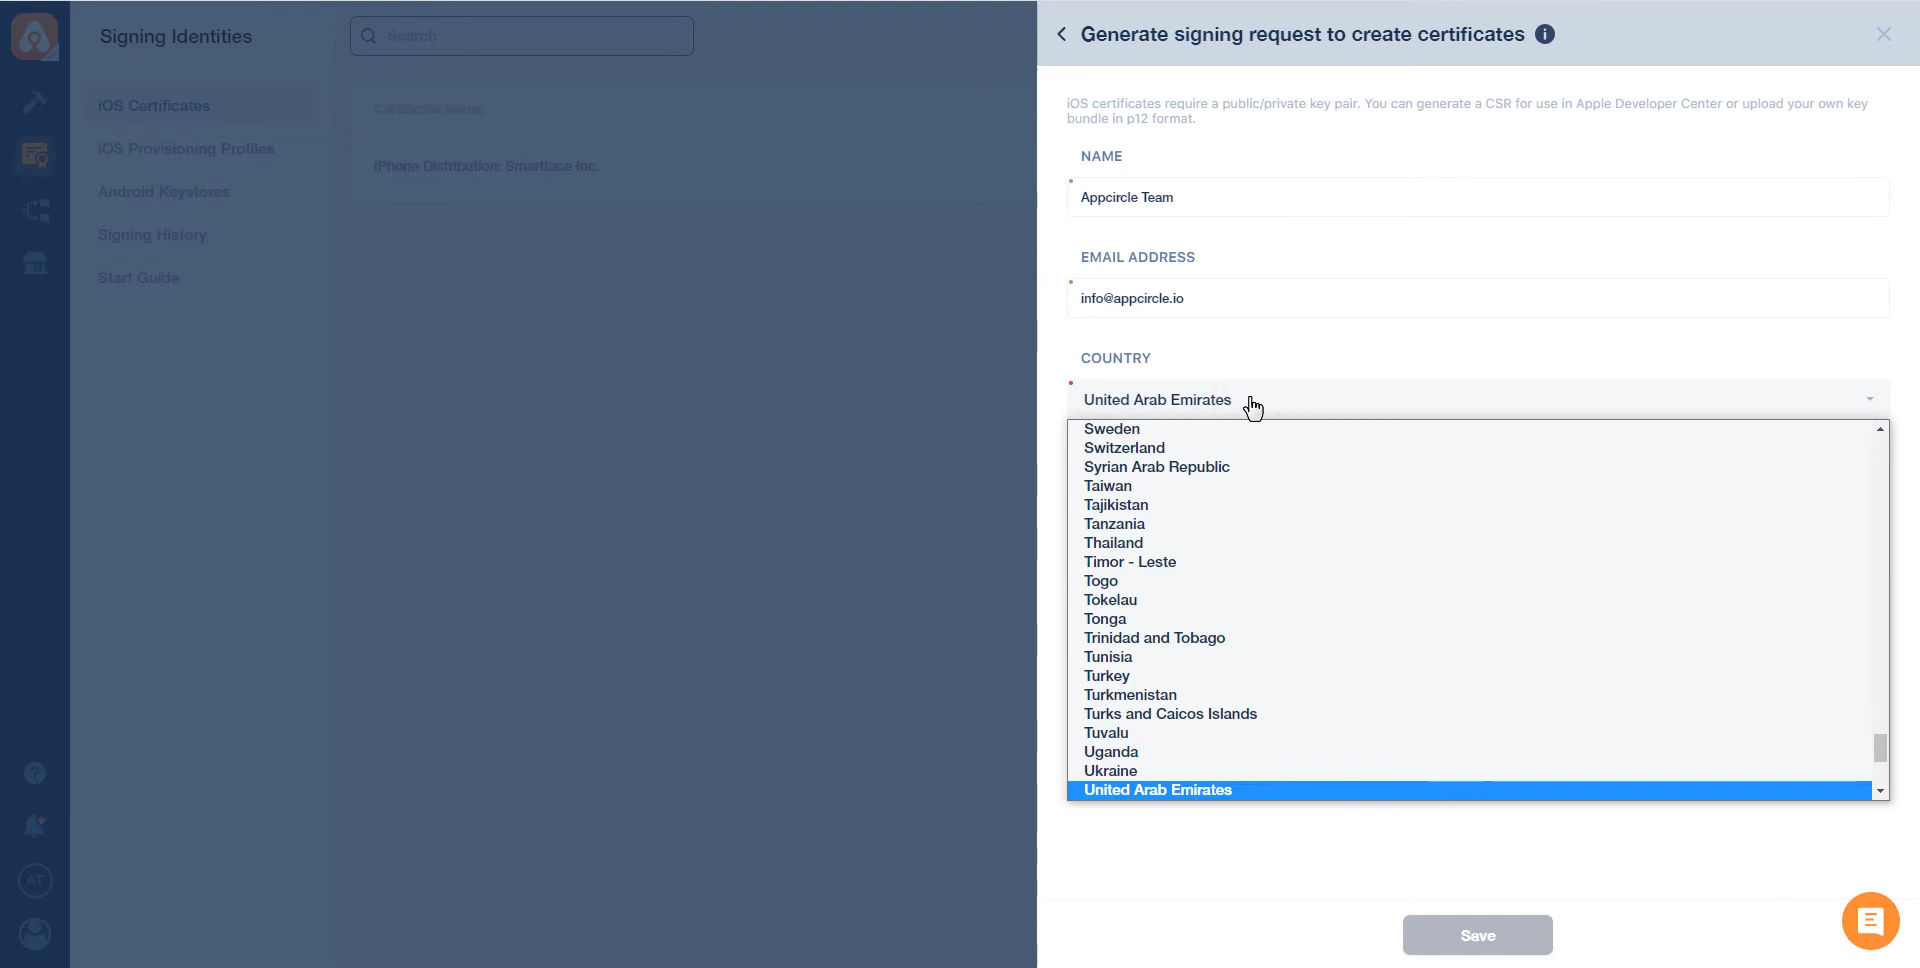 Signing Identities
Search
Generate signing request to create certificates
iOS certificates require a public/private key pair. You can generate a CSR for use in Apple Developer Center or upload your own key
bundle in p12 format.
iOS Certificates
iOS Provisioning Profiles
Android Keystores
Signing History
Start Guide
Certificate Name
iPhone Distribution: Smartface Inc.
NAME
Appcircle Team
EMAIL ADDRESS
info@appcircle.io
COUNTRY
United Arab Emirates
Sweden
Switzerland
Syrian Arab Republic
Taiwan
Tajikistan
Tanzania
Thailand
Timor - Leste
Togo
Tokelau
Tonga
Trinidad and Tobago
Tunisia
Turkey
Turkmenistan
Turks and Caicos Islands
Tuvalu
Uganda
Ukraine
United Arab Emirates
?
AT
Save